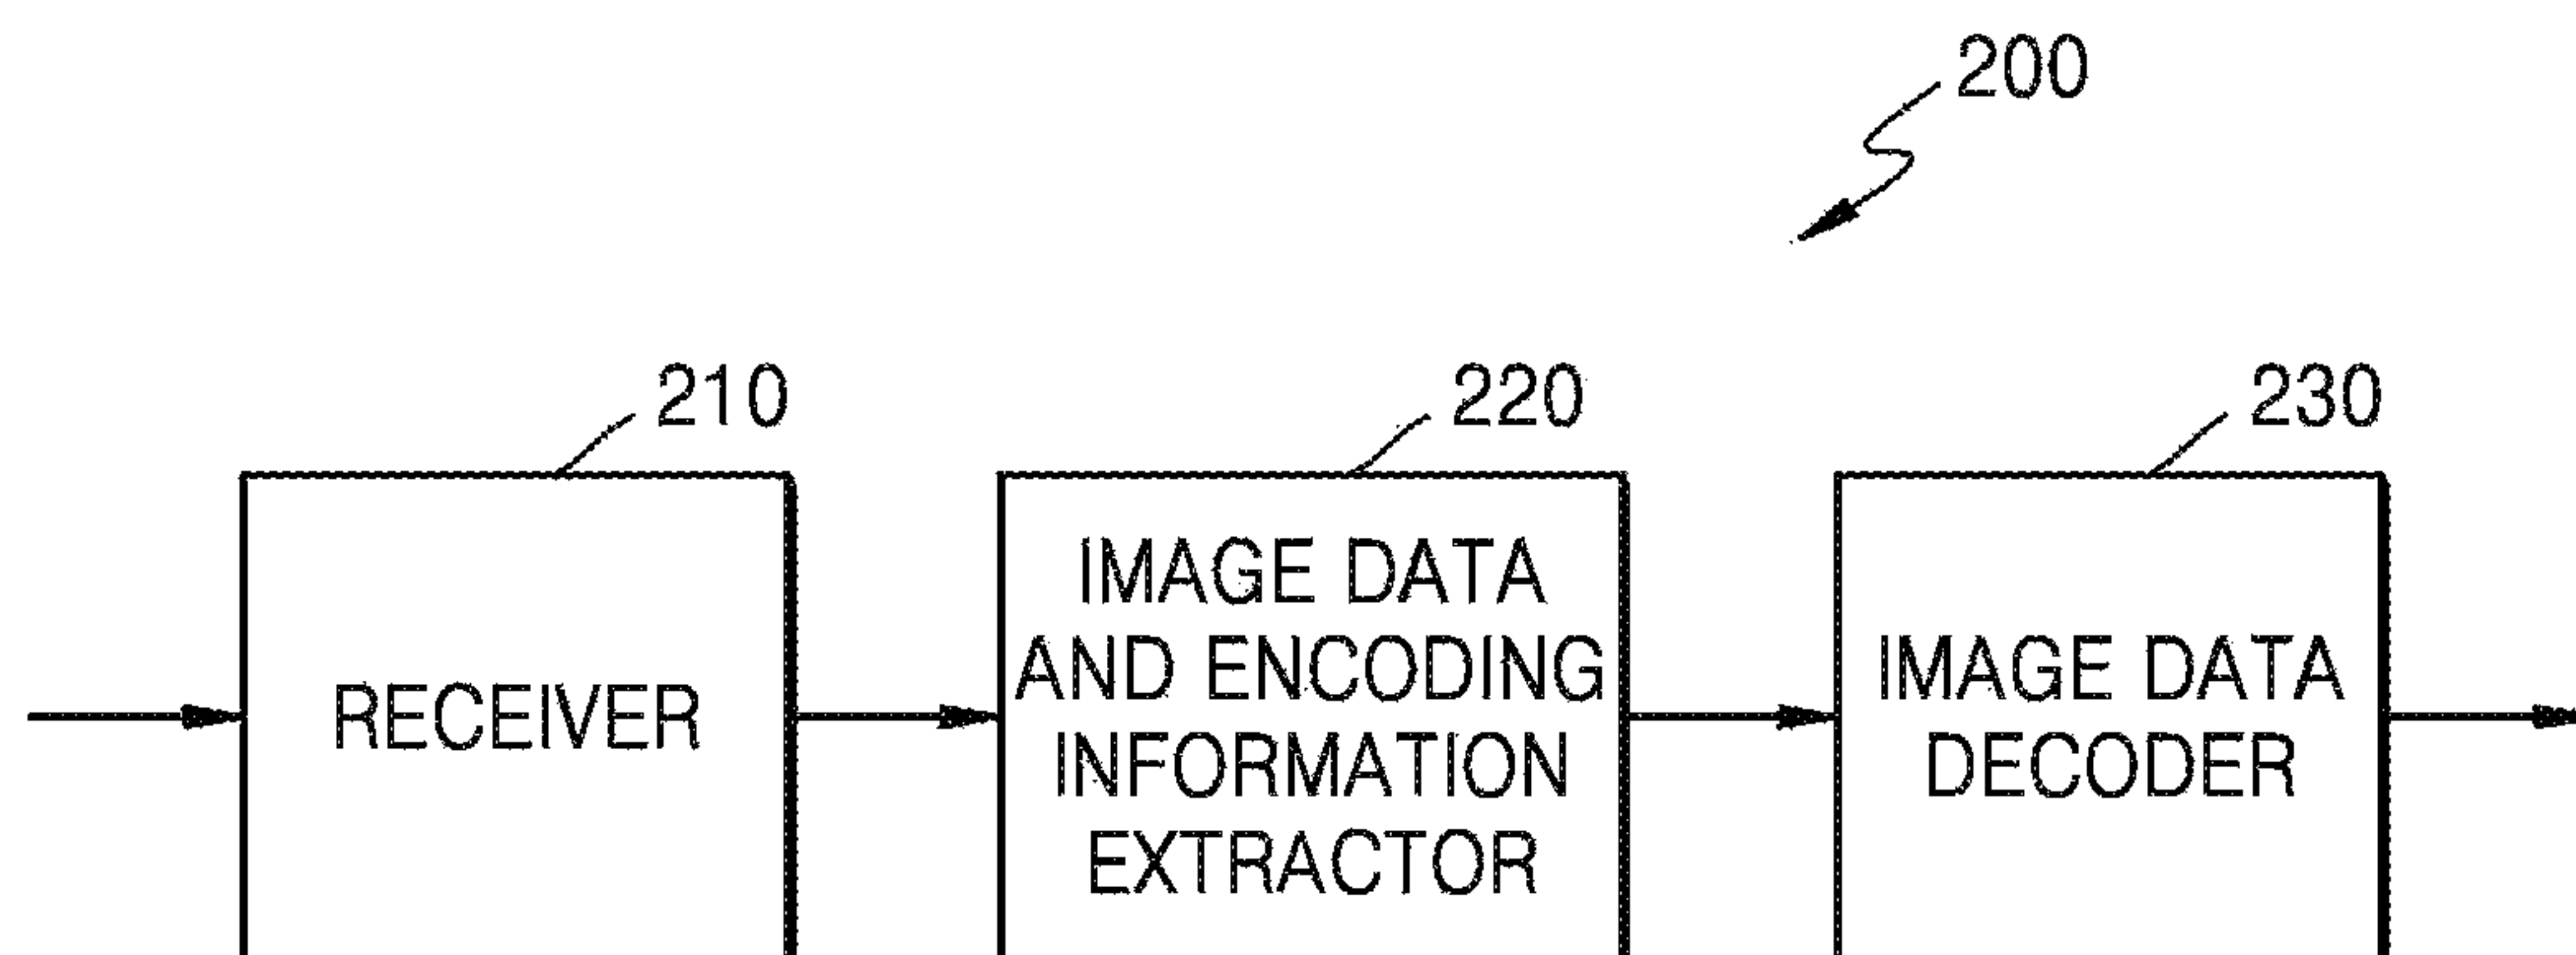 200
210
220
230
RECEIVER
IMAGE DATA
AND ENCODING
INFORMATION
EXTRACTOR
IMAGE DATA
DECODER